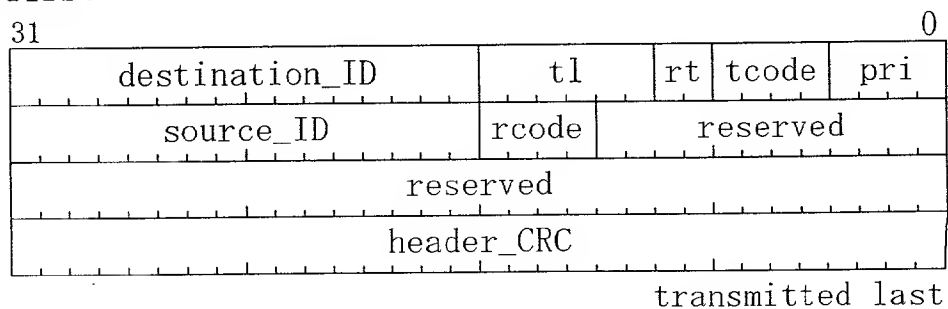 31 0
destination_ID tl rt tcode pri
source_ID rcode reserved
reserved
header_CRC
transmitted last